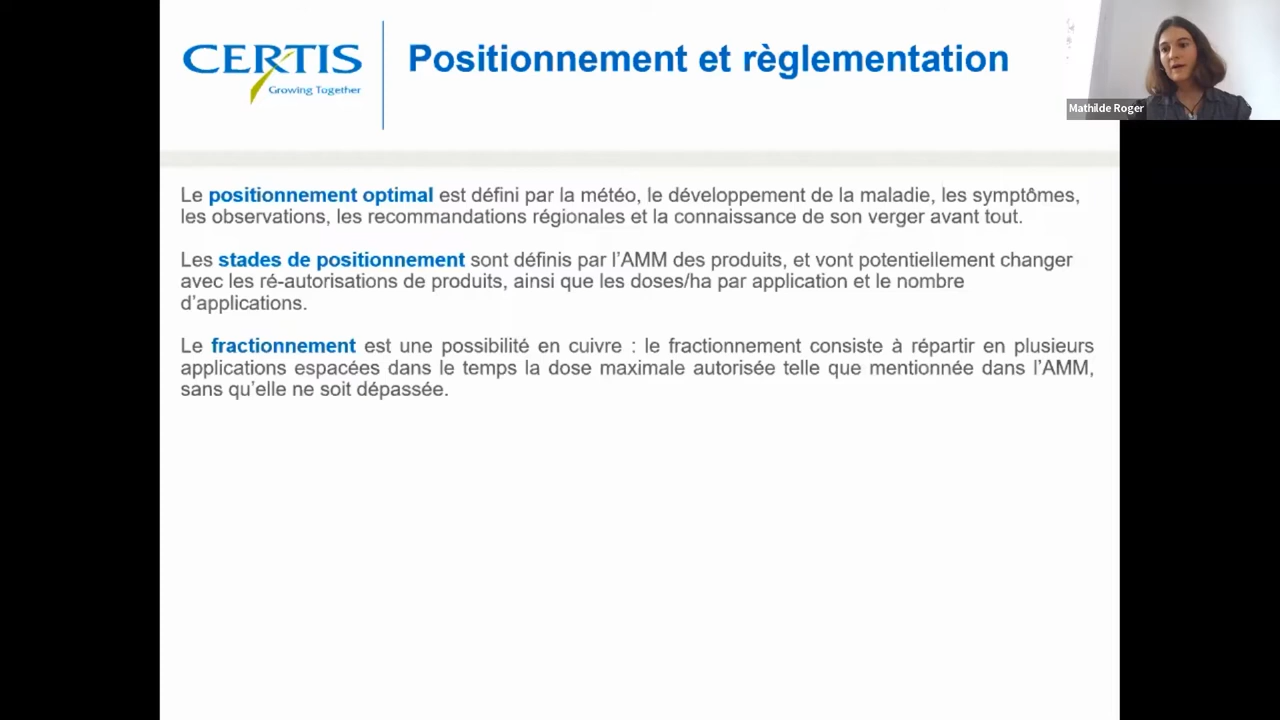 CERTIS
Growing Together
Positionnement et règlementation
Mathilde Roger
Le positionnement optimal est défini par la météo, le développement de la maladie, les symptômes,
les observations, les recommandations régionales et la connaissance de son verger avant tout.
Les stades de positionnement sont définis par l'AMM des produits, et vont potentiellement changer
avec les ré-autorisations de produits, ainsi que les doses/ha par application et le nombre
d'applications.
Le fractionnement est une possibilité en cuivre : le fractionnement consiste à répartir en plusieurs
applications espacées dans le temps la dose maximale autorisée telle que mentionnée dans l'AMM,
sans qu'elle ne soit dépassée.